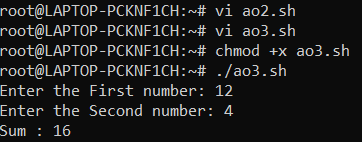 root@LAPTOP-PCKNF1CH:~# vi ao2.sh
root@LAPTOP-PCKNF1CH:~# vi ao3.sh
root@LAPTOP-PCKNF1CH:~# chmod +x ao3.sh
root@LAPTOP-PCKNF1CH:~# ./ao3.sh
Enter the First number: 12
Enter the Second number: 4
Sum : 16